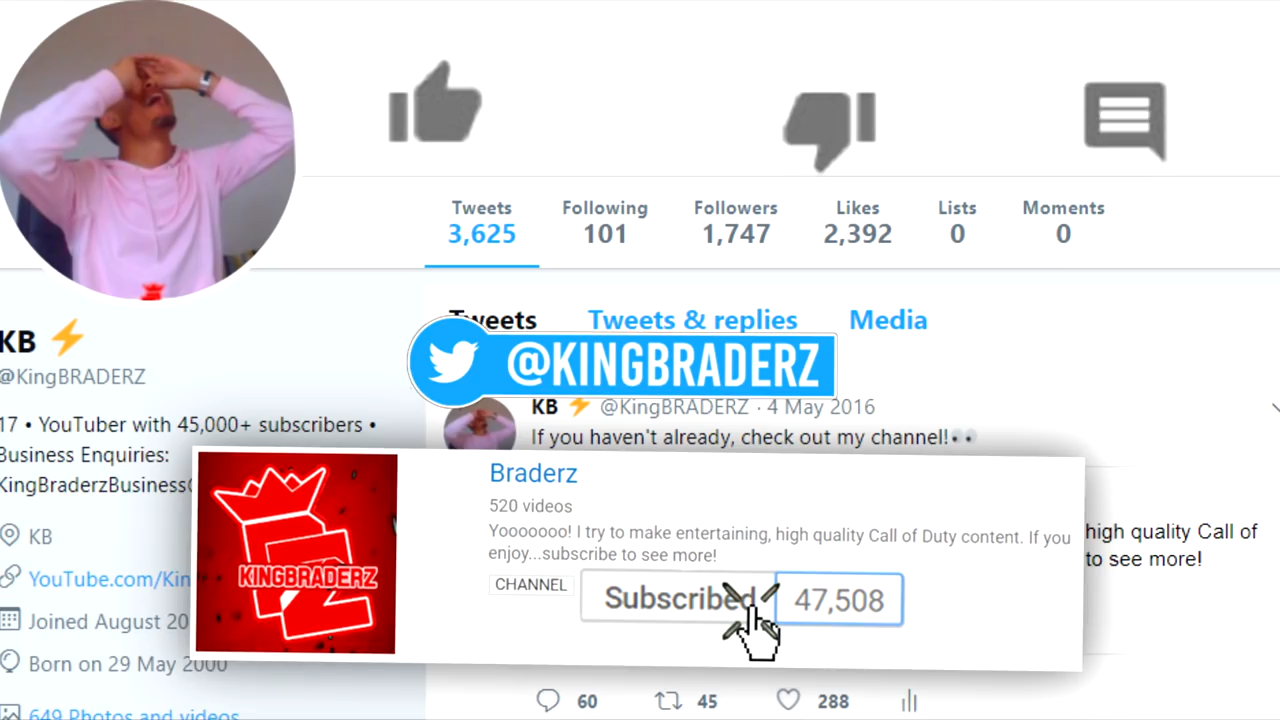 Tweets Following Followers Likes Lists Moments
3,625 101 1,747 2,392 0 0
Tweets Tweets & replies Media
@KINGBRADERZ
KB
@KingBRADERZ
KB @KingBRADERZ · 4 May 2016
If you haven't already, check out my channel!
17 • YouTuber with 45,000+ subscribers •
Business Enquiries:
KingBraderzBusiness
KINGBRADERZ
Braderz
520 videos
Yooooooo! I try to make entertaining, high quality Call of Duty content. If you
enjoy...subscribe to see more!
CHANNEL Subscribed 47,508
high quality Call of
to see more!
KB
YouTube.com/Kin
Joined August 20
Born on 29 May 2000
649 Photos and videos
60 45 288